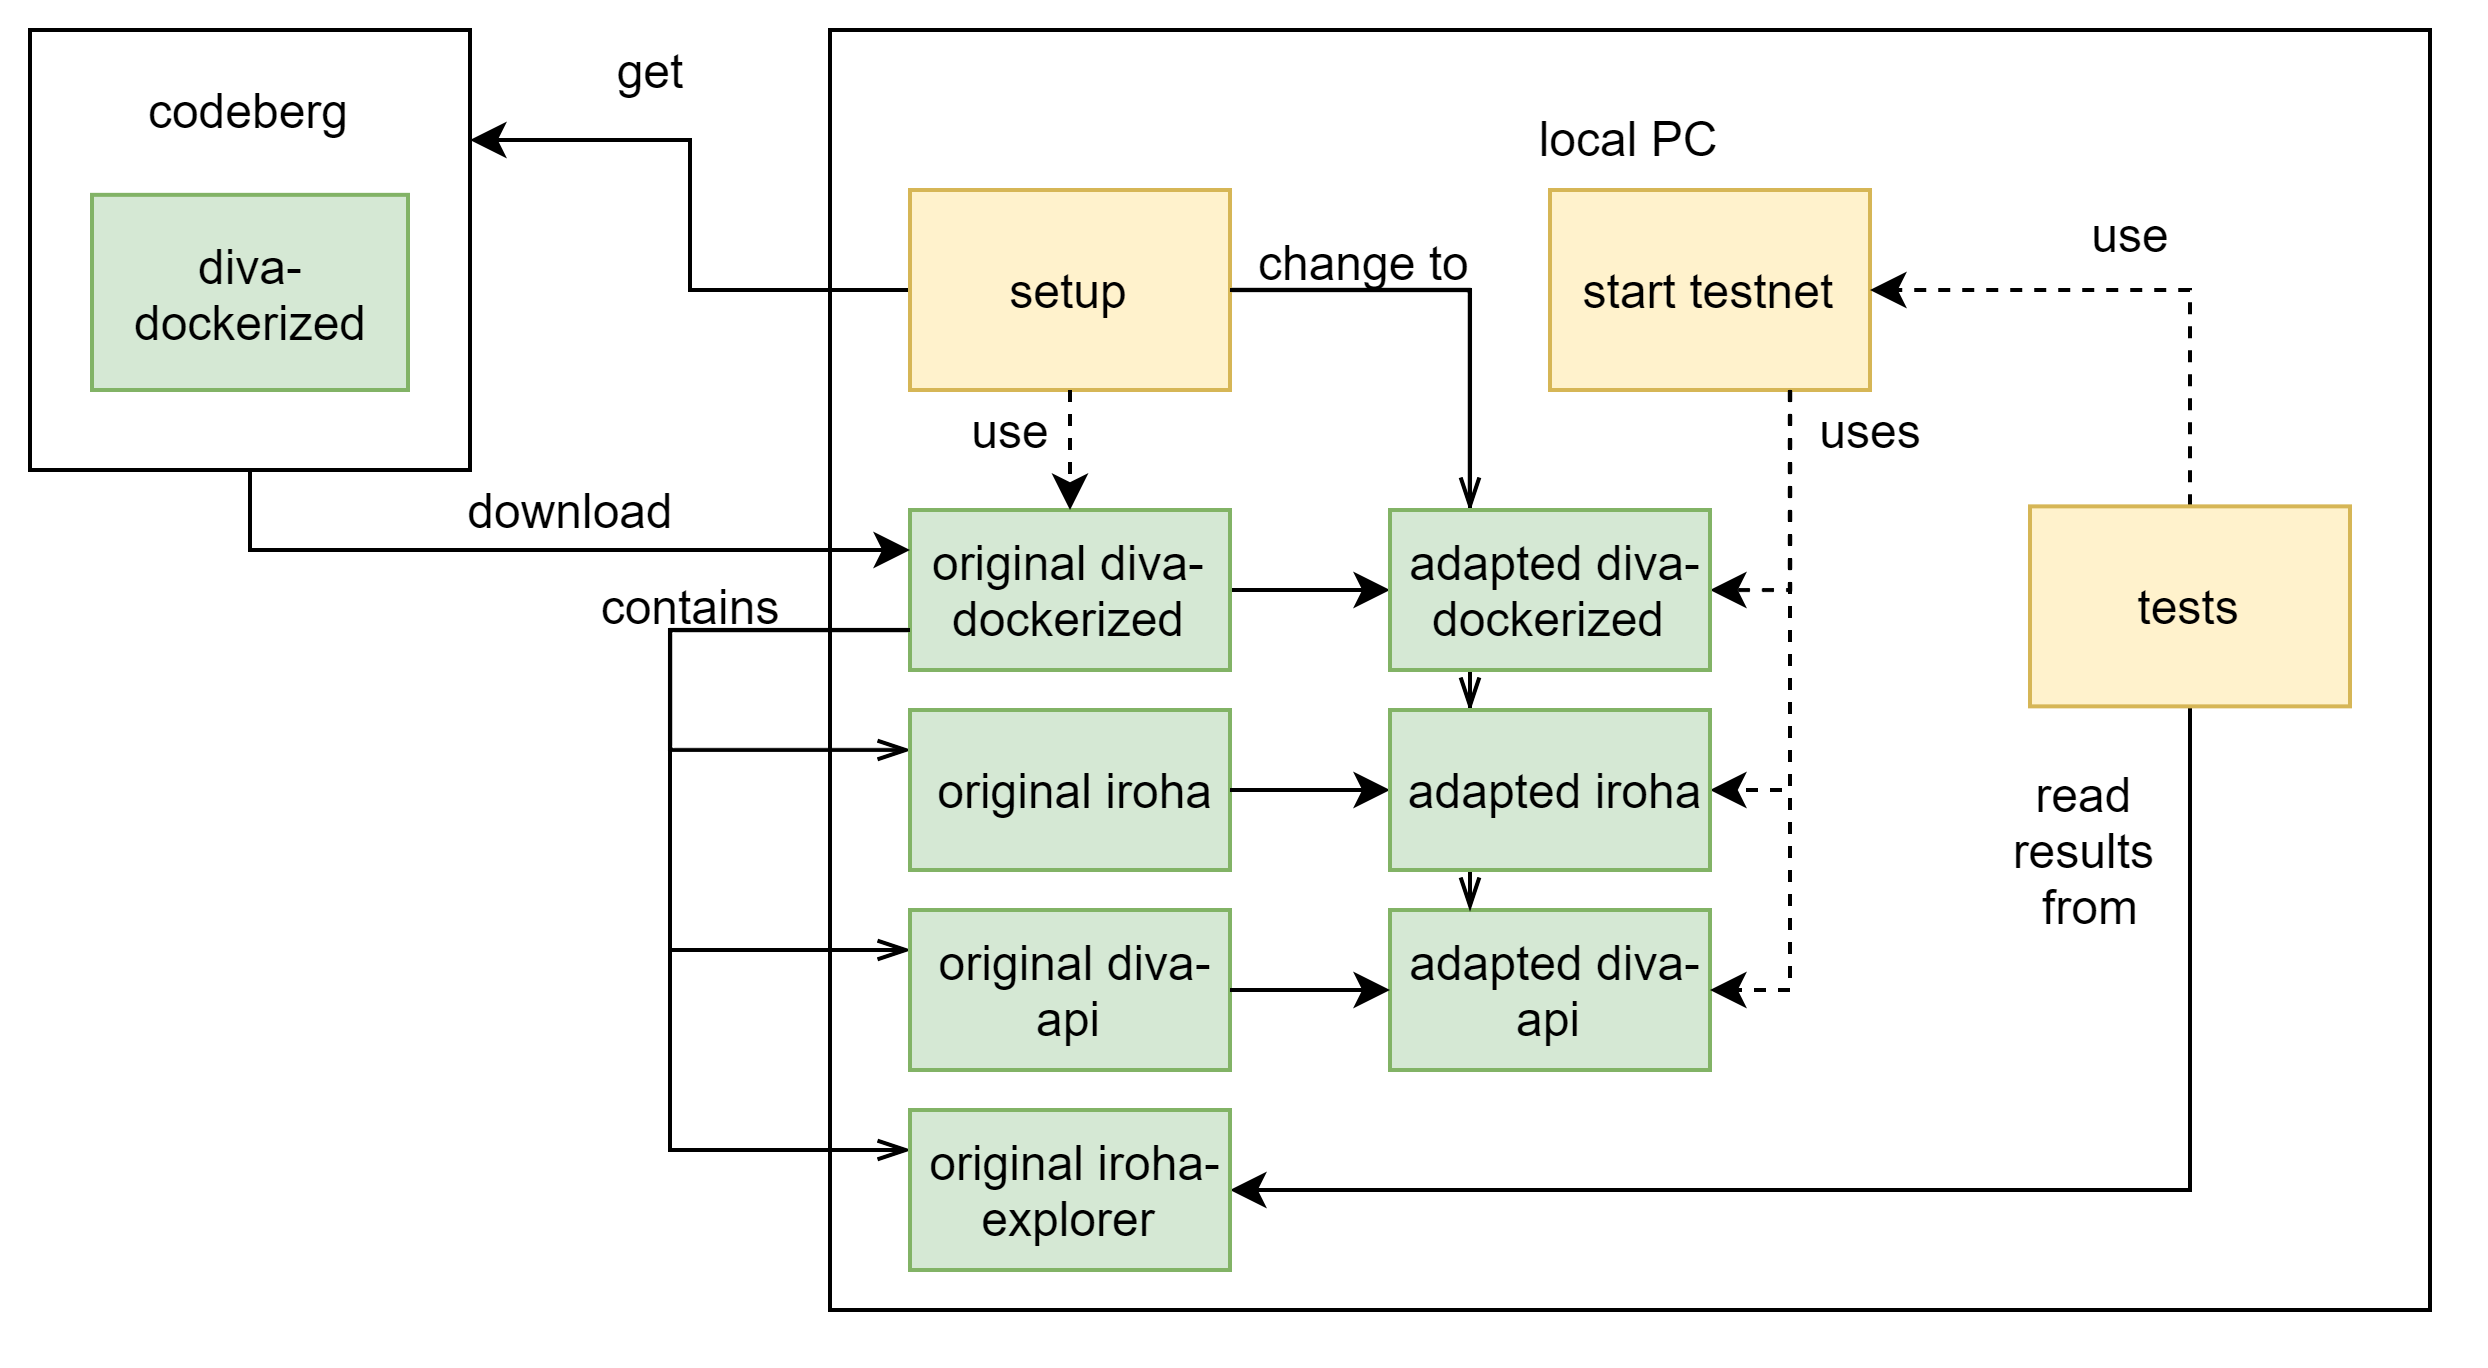 codeberg
diva-
dockerized
get
download
contains
local PC
setup
change to
start testnet
use
use
uses
original diva-
dockerized
adapted diva-
dockerized
tests
original iroha
adapted iroha
read
results
from
original diva-
api
adapted diva-
api
original iroha-
explorer